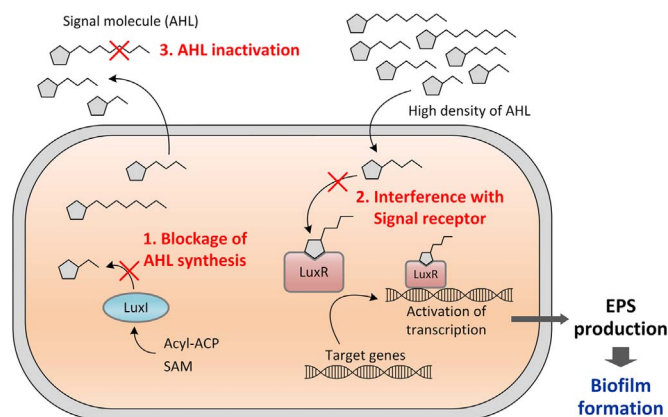 Signal molecule (AHL)
3. AHL inactivation
High density of AHL
2. Interference with
Signal receptor
1. Blockage of
AHL synthesis
LuxR
LuxR
LuxI
Activation of
transcription
EPS
production
Acyl-ACP
SAM
Target genes
Biofilm
formation